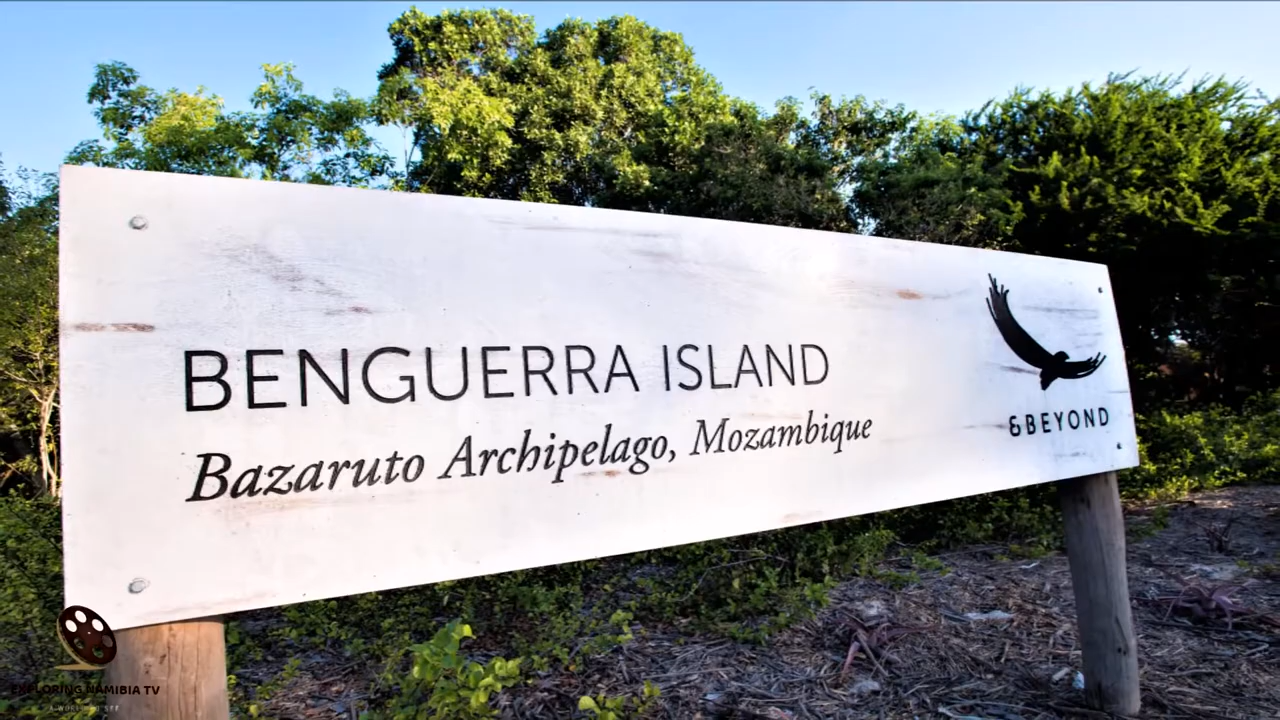 BENGUERRA ISLAND
Bazaruto Archipelago, Mozambique
&BEYOND
EXPLORING NAMIBIA TV